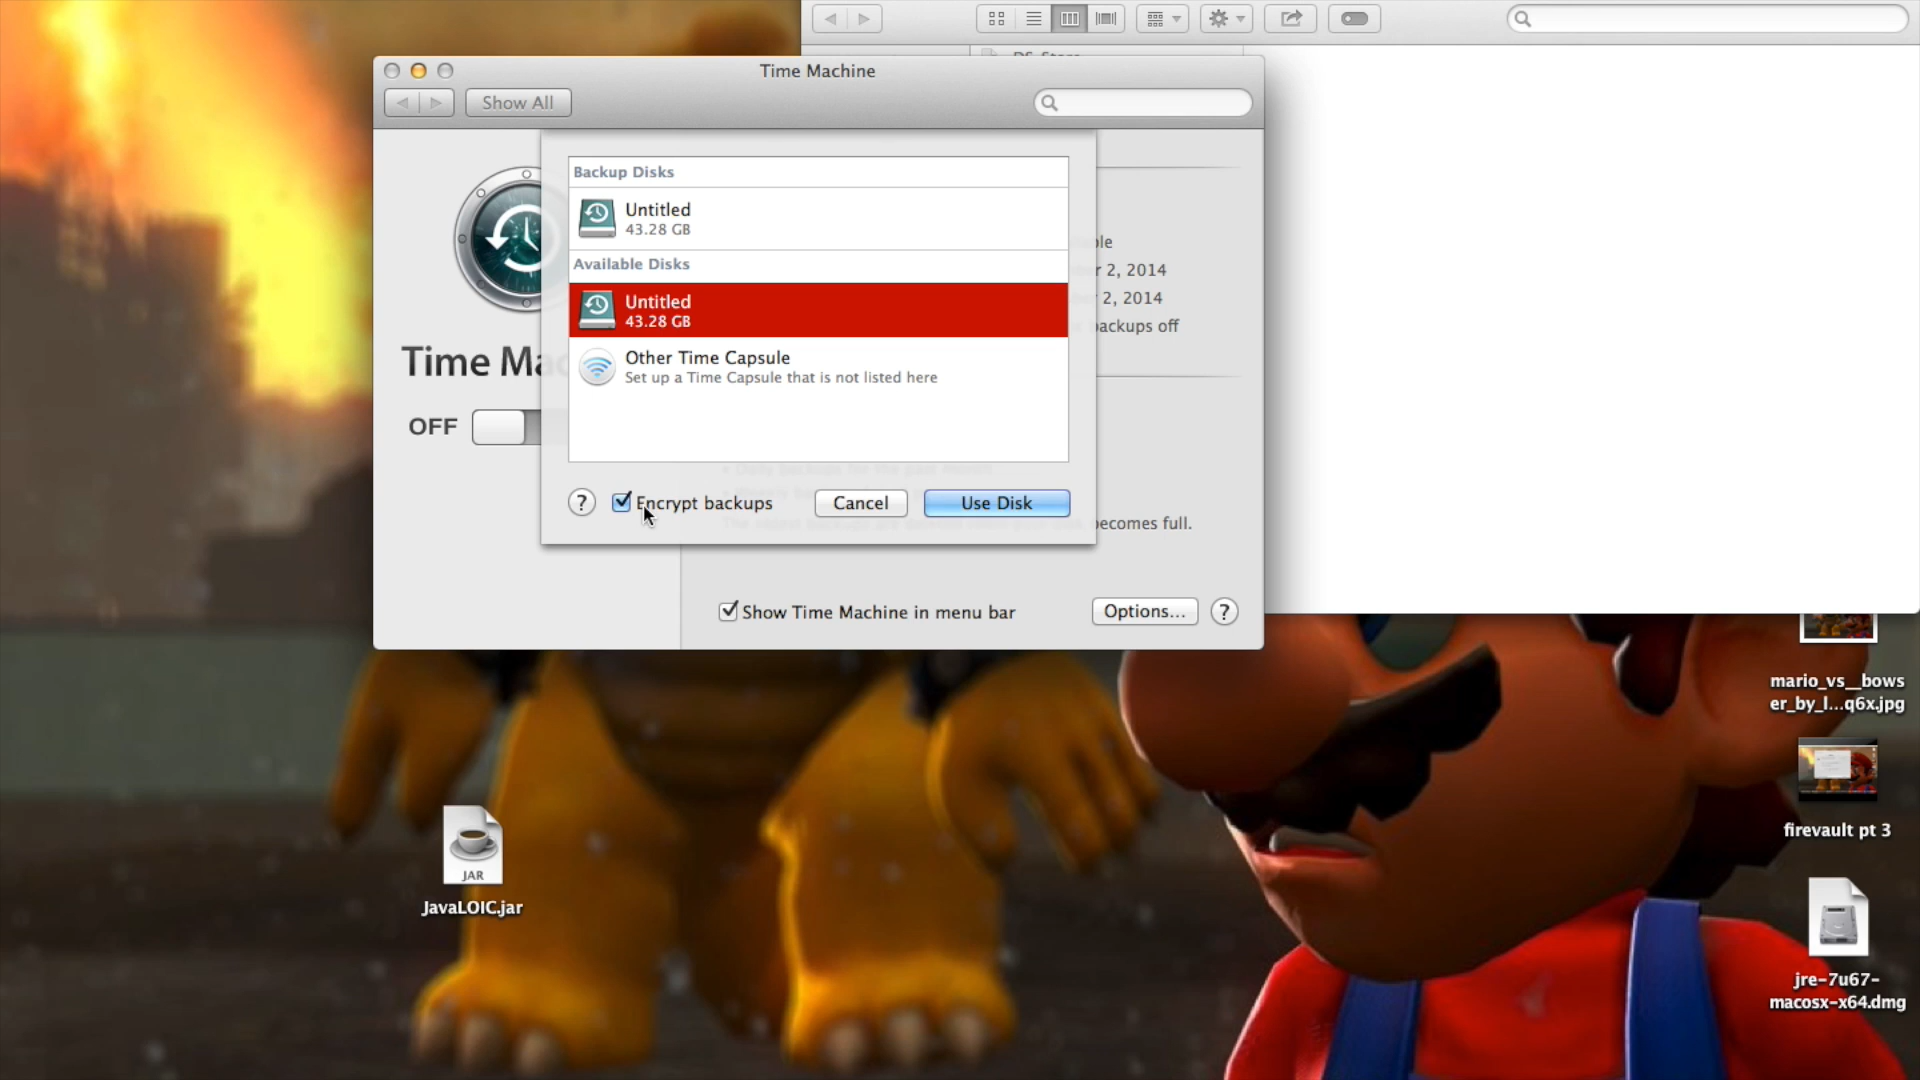 Time Machine
Show All
Backup Disks
Untitled
43.28 GB
Available Disks
Untitled
43.28 GB
Other Time Capsule
Set up a Time Capsule that is not listed here
r 2, 2014
2, 2014
backups off
Time Ma
OFF
?
Encrypt backups
Cancel
Use Disk
becomes full.
Show Time Machine in menu bar
Options...
?
mario_vs__bows
er_by_l...q6x.jpg
firevault pt 3
JAR
JavaLOIC.jar
jre-7u67-
macosx-x64.dmg